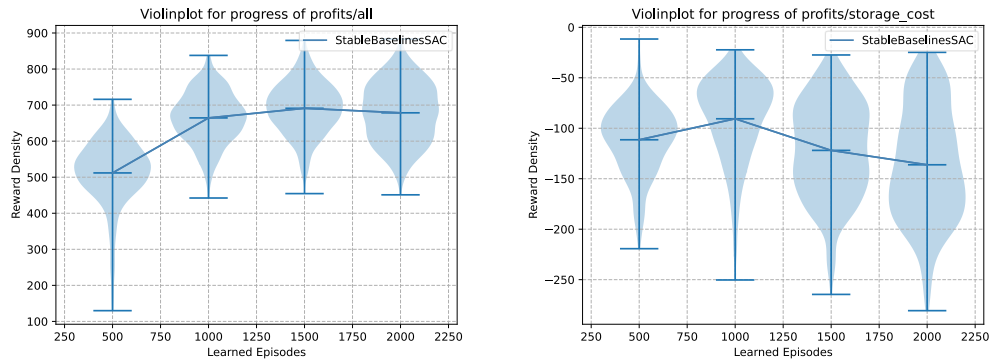 Violinplot for progress of profits/all
StableBaselinesSAC
Reward Density
900
800
700
600
500
400
300
200
100
250 500 750 1000 1250 1500 1750 2000 2250
Learned Episodes
Violinplot for progress of profits/storage_cost
StableBaselinesSAC
Reward Density
0
−50
−100
−150
−200
−250
250 500 750 1000 1250 1500 1750 2000 2250
Learned Episodes